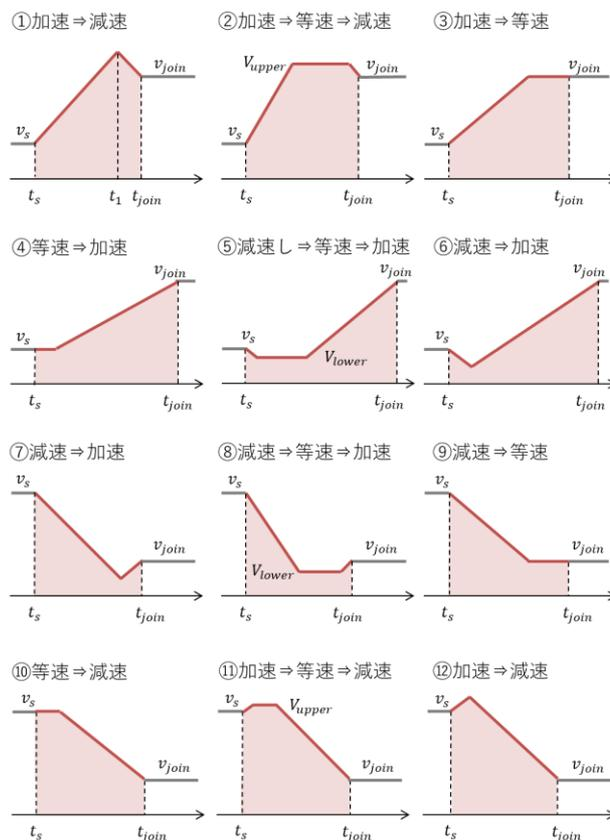 ①加速⇒減速
v_join
v_s
t_s t_1 t_join
②加速⇒等速⇒減速
V_upper v_join
v_s
t_s t_join
③加速⇒等速
v_join
v_s
t_s t_join
④等速⇒加速
v_join
v_s
t_s t_join
⑤減速し⇒等速⇒加速
v_join
v_s
V_lower
t_s t_join
⑥減速⇒加速
v_join
v_s
t_s t_join
⑦減速⇒加速
v_s
v_join
t_s t_join
⑧減速⇒等速⇒加速
v_s
v_join
V_lower
t_s t_join
⑨減速⇒等速
v_s
v_join
t_s t_join
⑩等速⇒減速
v_s
v_join
t_s t_join
⑪加速⇒等速⇒減速
v_s V_upper
v_join
t_s t_join
⑫加速⇒減速
v_s
v_join
t_s t_join